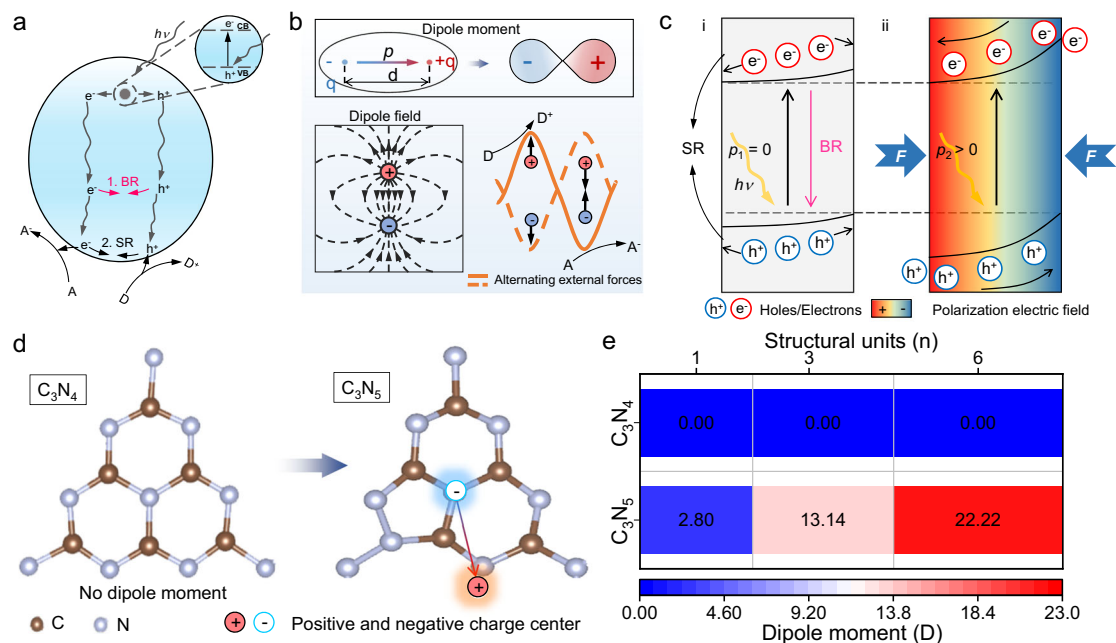 a
hν
e⁻ CB
h⁺ VB
e⁻ h⁺
1. BR
e⁻ h⁺
A⁻ e⁻ 2. SR h⁺
D⁺
A D
b
Dipole moment
- p +q
q d
- +
Dipole field
D⁺
D
+ + +
- - -
A⁻
A
Alternating external forces
c
i ii
e⁻ e⁻ e⁻ e⁻ e⁻ e⁻ e⁻
SR
p₁ = 0 BR
hν
F p₂ > 0 F
h⁺ h⁺ h⁺ h⁺ h⁺ h⁺ h⁺
h⁺ e⁻ Holes/Electrons + - Polarization electric field
d
C₃N₄ C₃N₅
-
+
No dipole moment
C N + - Positive and negative charge center
e
Structural units (n)
1 3 6
C₃N₄ 0.00 0.00 0.00
C₃N₅ 2.80 13.14 22.22
0.00 4.60 9.20 13.8 18.4 23.0
Dipole moment (D)